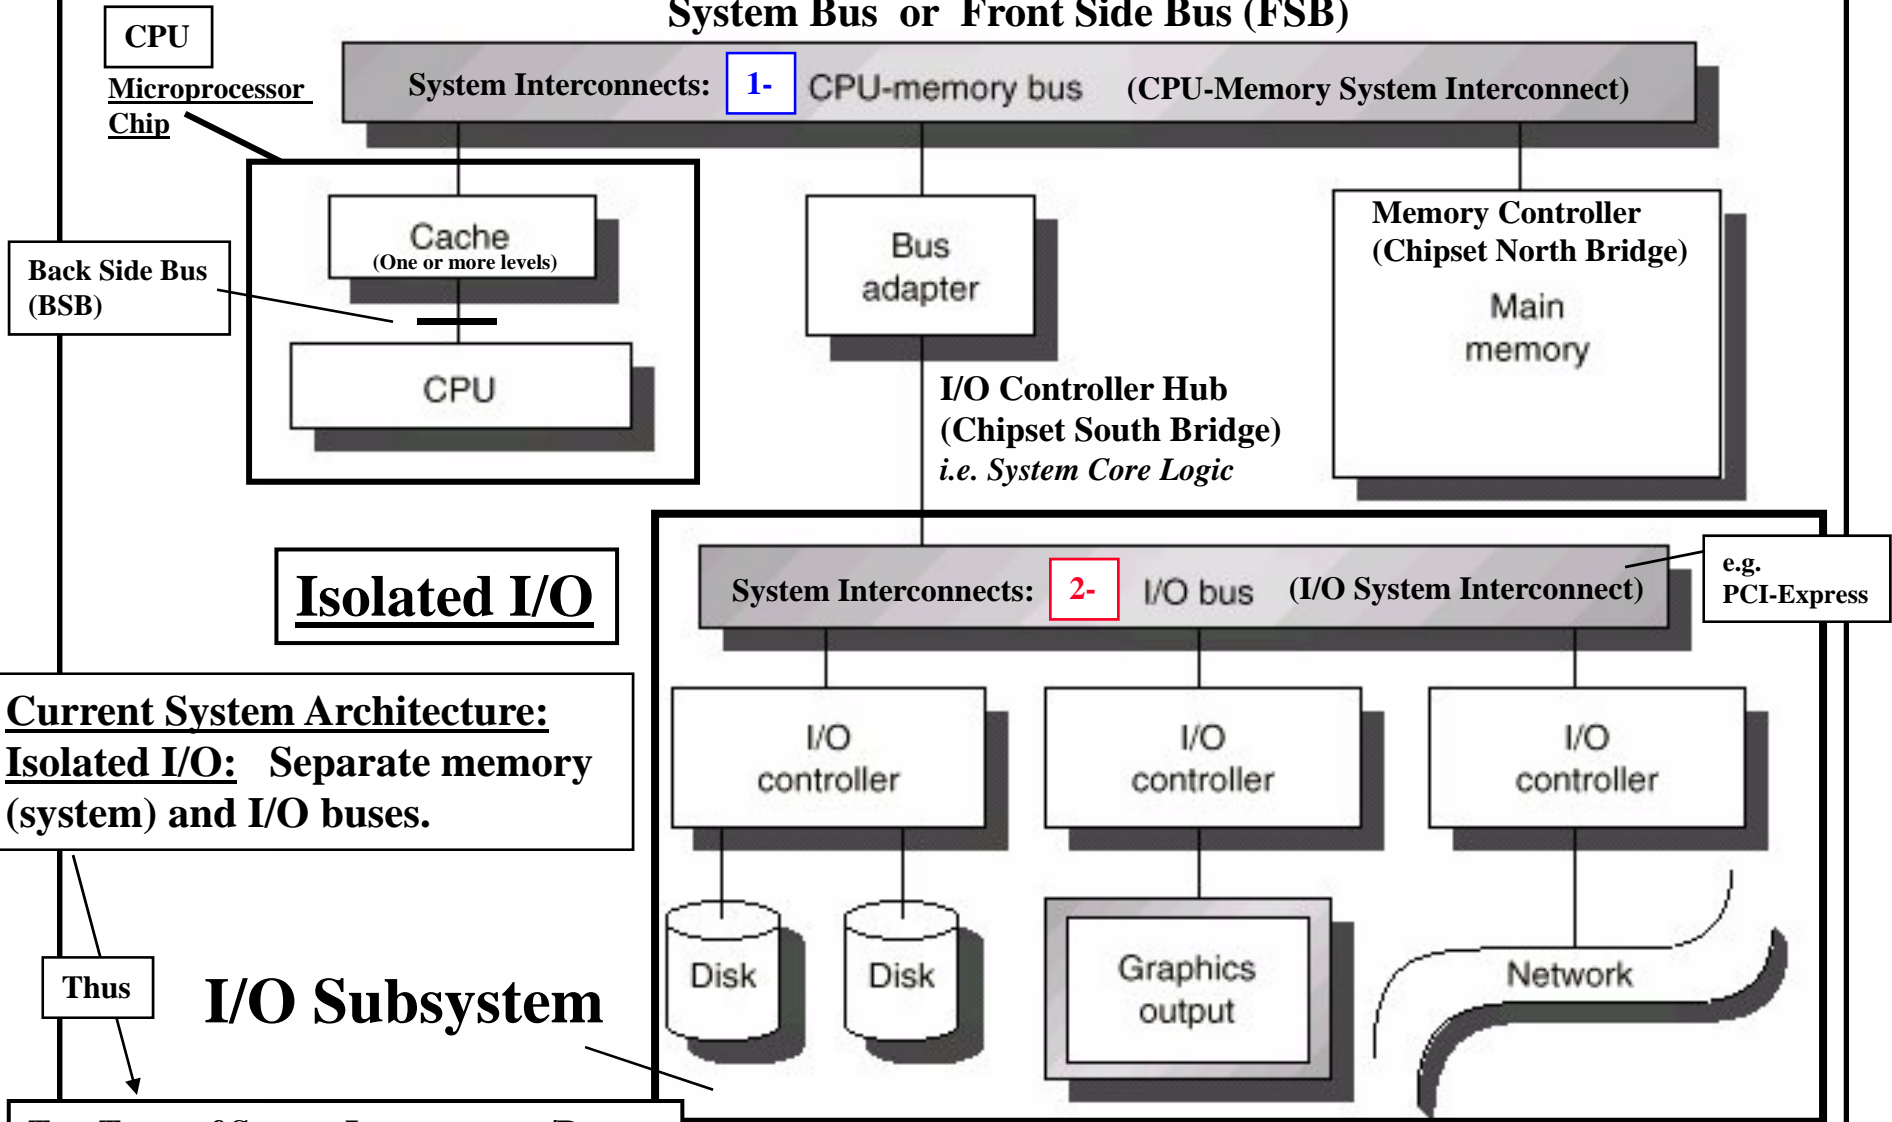 System Bus or Front Side Bus (FSB)
CPU
Microprocessor
Chip
System Interconnects: 1- CPU-memory bus (CPU-Memory System Interconnect)
Cache
(One or more levels)
Back Side Bus
(BSB)
CPU
Bus
adapter
Memory Controller
(Chipset North Bridge)
Main
memory
I/O Controller Hub
(Chipset South Bridge)
i.e. System Core Logic
Isolated I/O
System Interconnects: 2- I/O bus (I/O System Interconnect)
e.g.
PCI-Express
Current System Architecture:
Isolated I/O: Separate memory
(system) and I/O buses.
I/O
controller
I/O
controller
I/O
controller
Disk
Disk
Graphics
output
Network
Thus
I/O Subsystem